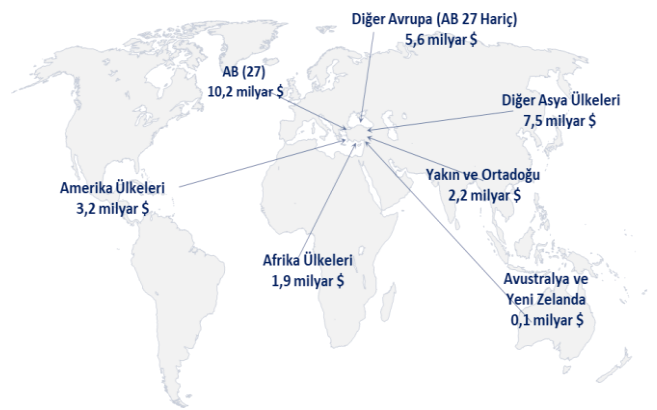 Diğer Avrupa (AB 27 Hariç)
5,6 milyar $
AB (27)
10,2 milyar $
Diğer Asya Ülkeleri
7,5 milyar $
Yakın ve Ortadoğu
2,2 milyar $
Amerika Ülkeleri
3,2 milyar $
Afrika Ülkeleri
1,9 milyar $
Avustralya ve
Yeni Zelanda
0,1 milyar $